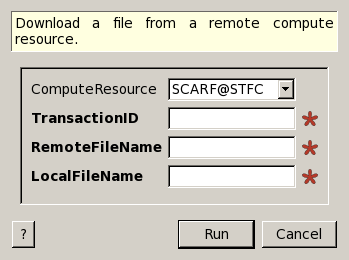 Download a file from a remote compute
resource.
ComputeResource SCARF@STFC
TransactionID
RemoteFileName
LocalFileName
? Run Cancel